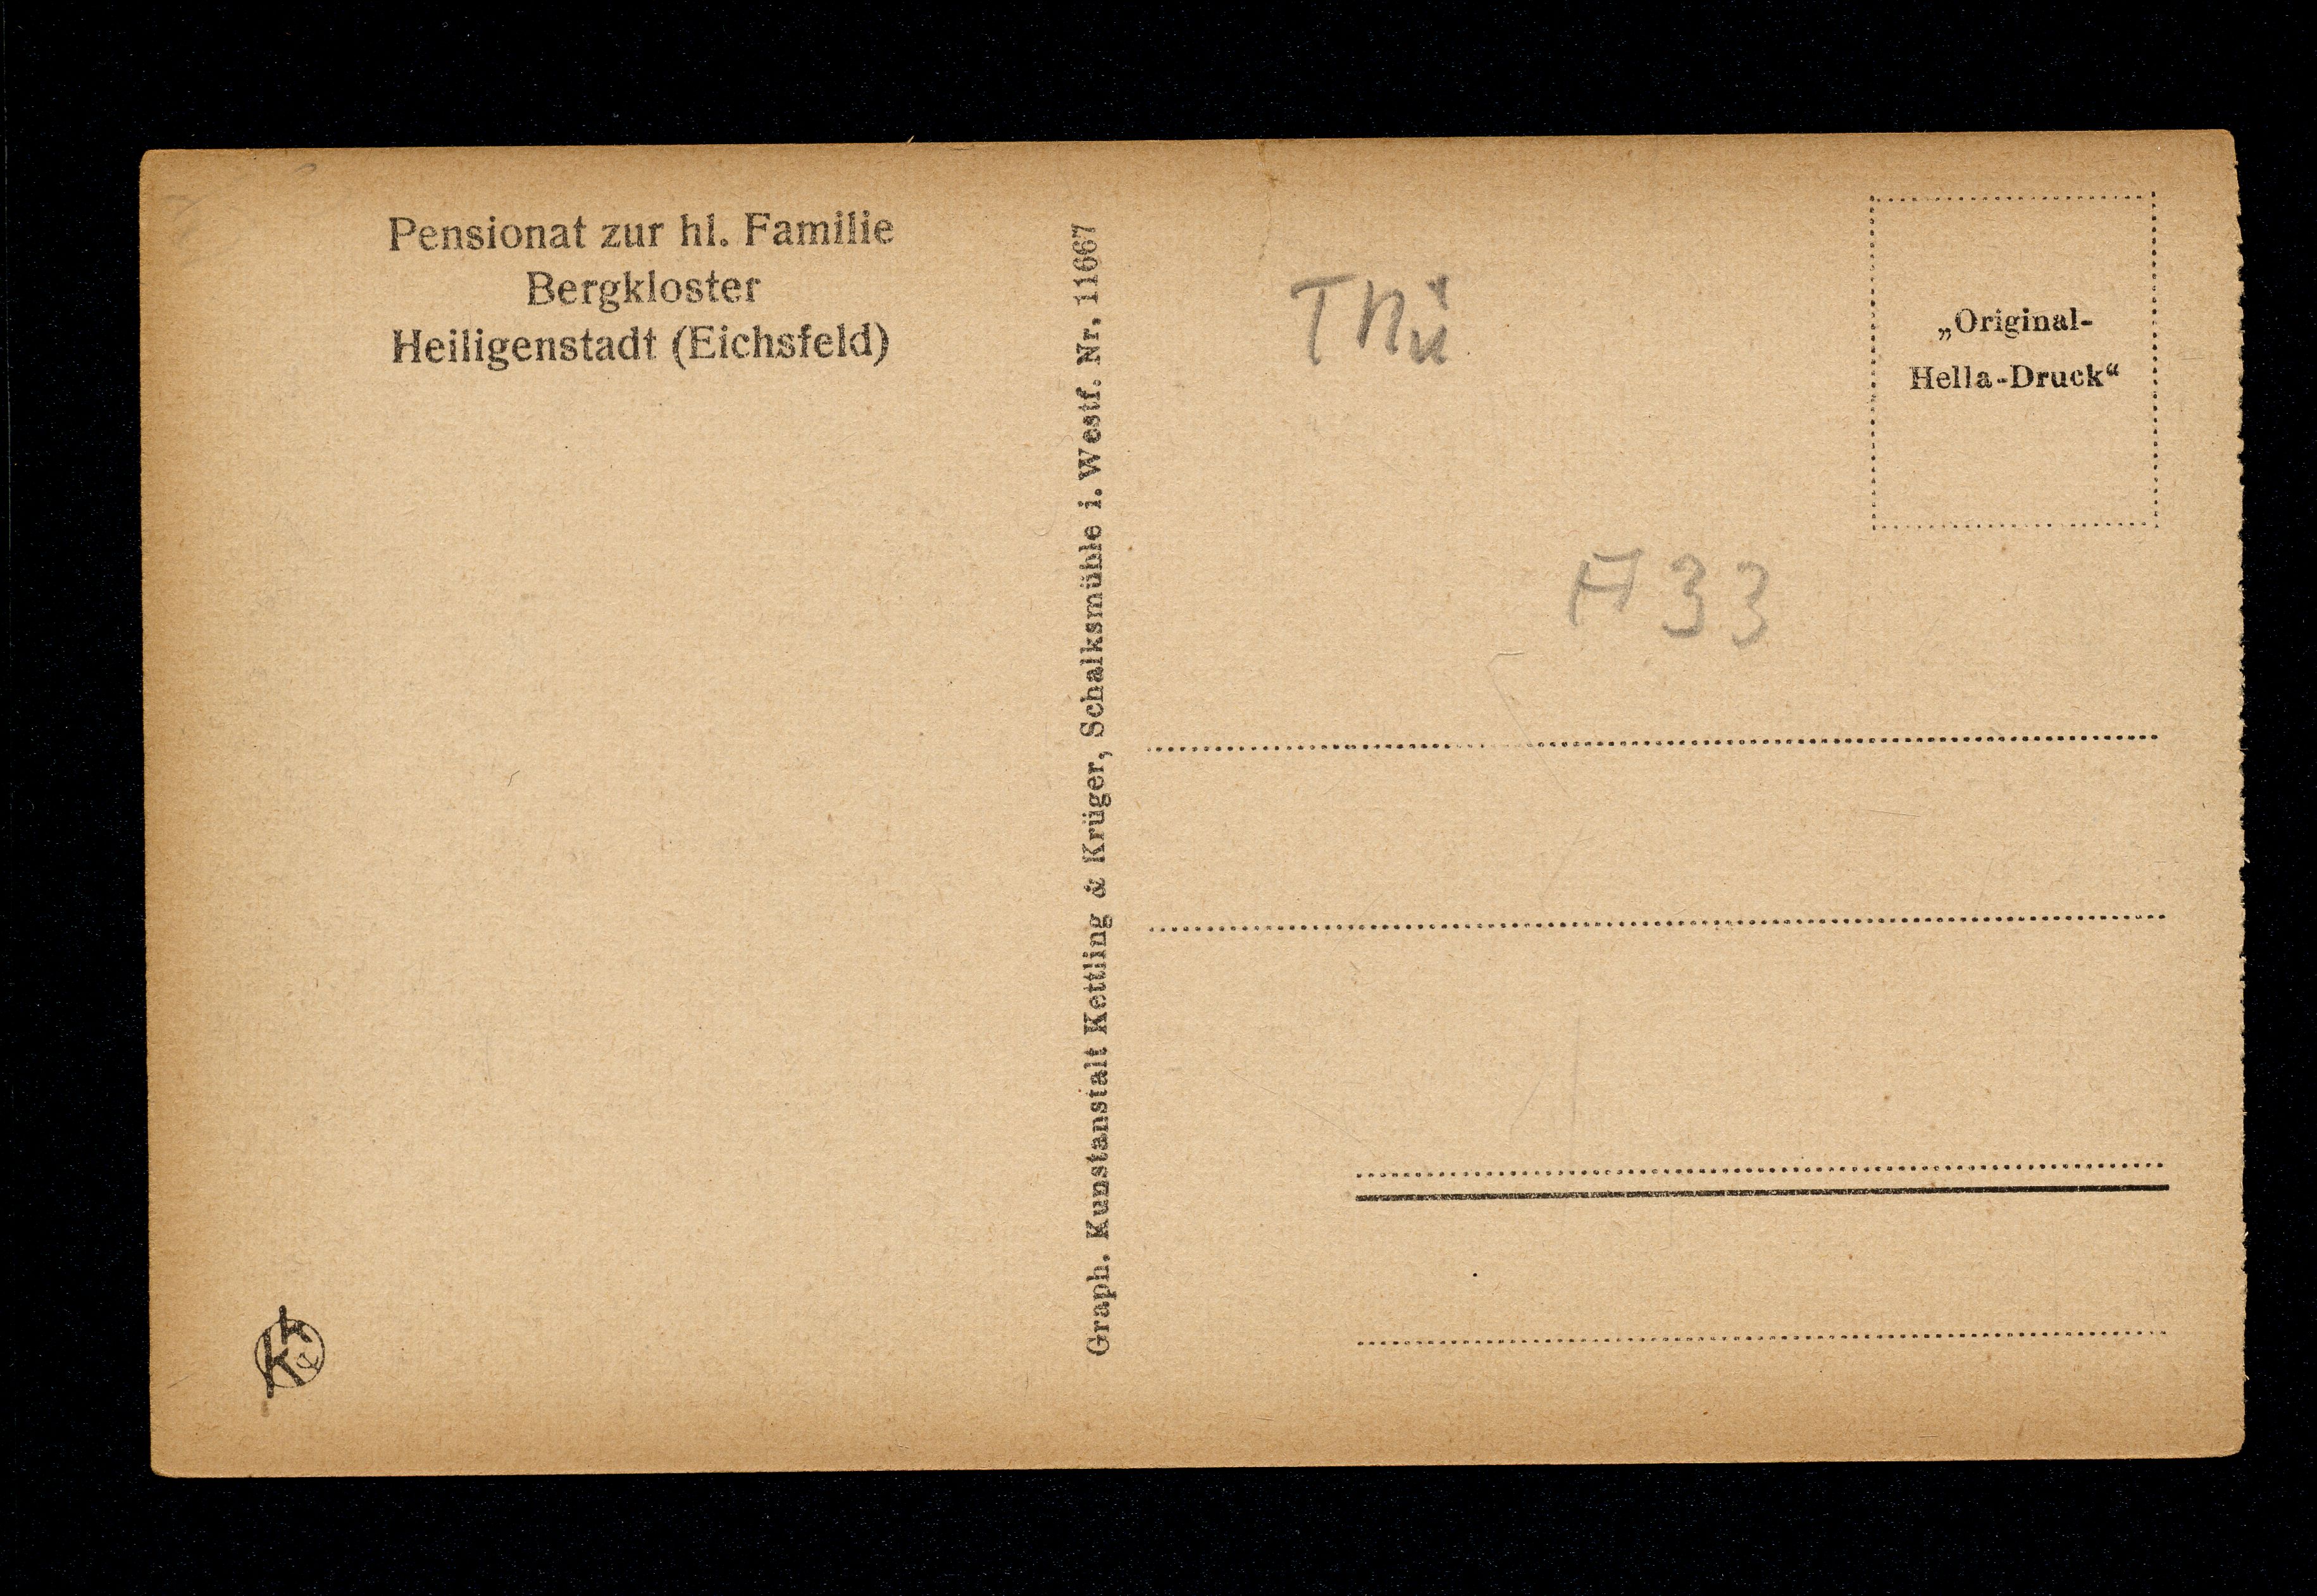 Pensionat zur hl. Familie
Bergkloster
Heiligenstadt (Eichsfeld)
Graph. Kunstanstalt Kettling & Krüger, Schalksmühle i. Westf. Nr. 11667
Thü
„Original-
Hella-Druck“
A 33
K&K